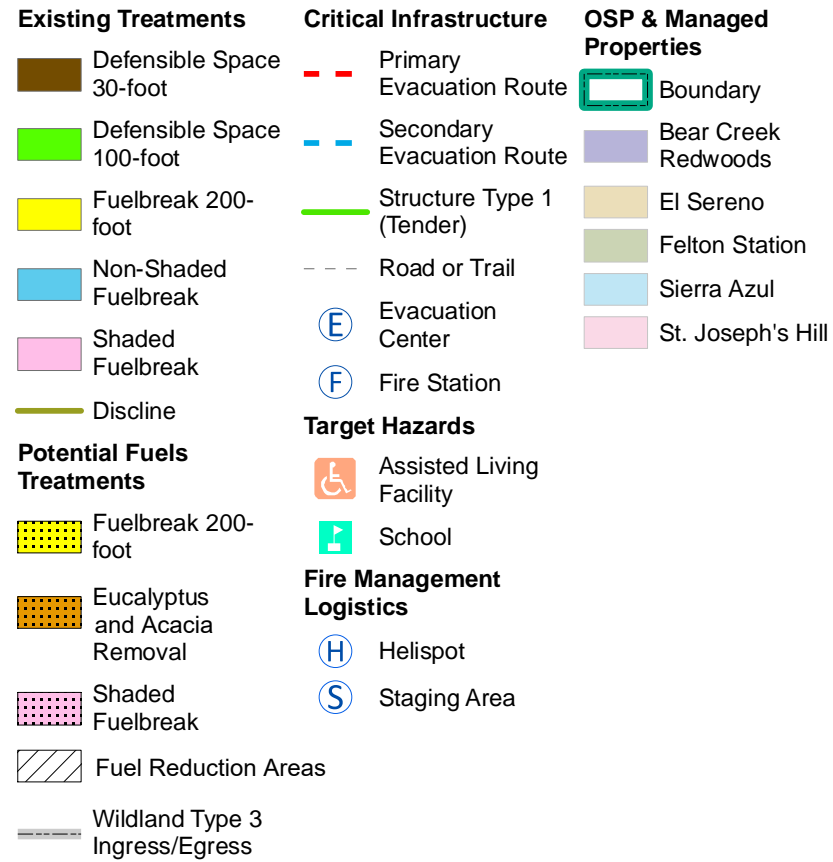 Existing Treatments
Defensible Space
30-foot
Defensible Space
100-foot
Fuelbreak 200-
foot
Non-Shaded
Fuelbreak
Shaded
Fuelbreak
Discline
Potential Fuels
Treatments
Fuelbreak 200-
foot
Eucalyptus
and Acacia
Removal
Shaded
Fuelbreak
Fuel Reduction Areas
Wildland Type 3
Ingress/Egress
Critical Infrastructure
Primary
Evacuation Route
Secondary
Evacuation Route
Structure Type 1
(Tender)
Road or Trail
E
Evacuation
Center
F
Fire Station
Target Hazards
Assisted Living
Facility
School
Fire Management
Logistics
H
Helispot
S
Staging Area
OSP & Managed
Properties
Boundary
Bear Creek
Redwoods
El Sereno
Felton Station
Sierra Azul
St. Joseph's Hill